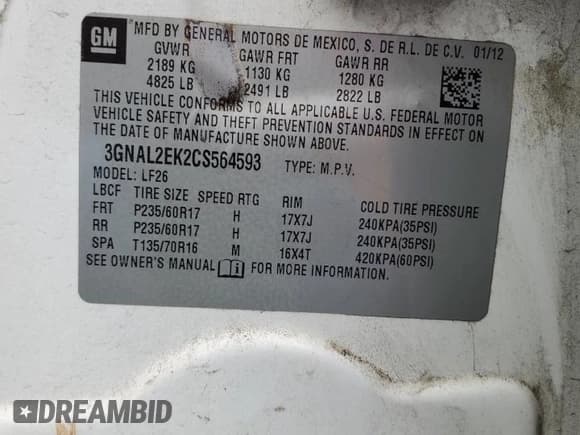 GM
MFD BY GENERAL MOTORS DE MEXICO, S. DE R.L. DE C.V. 01/12
GVWR GAWR FRT GAWR RR
2189 KG 1130 KG 1280 KG
4825 LB 2491 LB 2822 LB
THIS VEHICLE CONFORMS TO ALL APPLICABLE U.S. FEDERAL MOTOR
VEHICLE SAFETY AND THEFT PREVENTION STANDARDS IN EFFECT ON
THE DATE OF MANUFACTURE SHOWN ABOVE.
3GNAL2EK2CS564593 TYPE: M.P.V.
MODEL: LF26
LBCF TIRE SIZE SPEED RTG RIM COLD TIRE PRESSURE
FRT P235/60R17 H 17X7J 240KPA(35PSI)
RR P235/60R17 H 17X7J 240KPA(35PSI)
SPA T135/70R16 M 16X4T 420KPA(60PSI)
SEE OWNER'S MANUAL FOR MORE INFORMATION.
DREAMBID